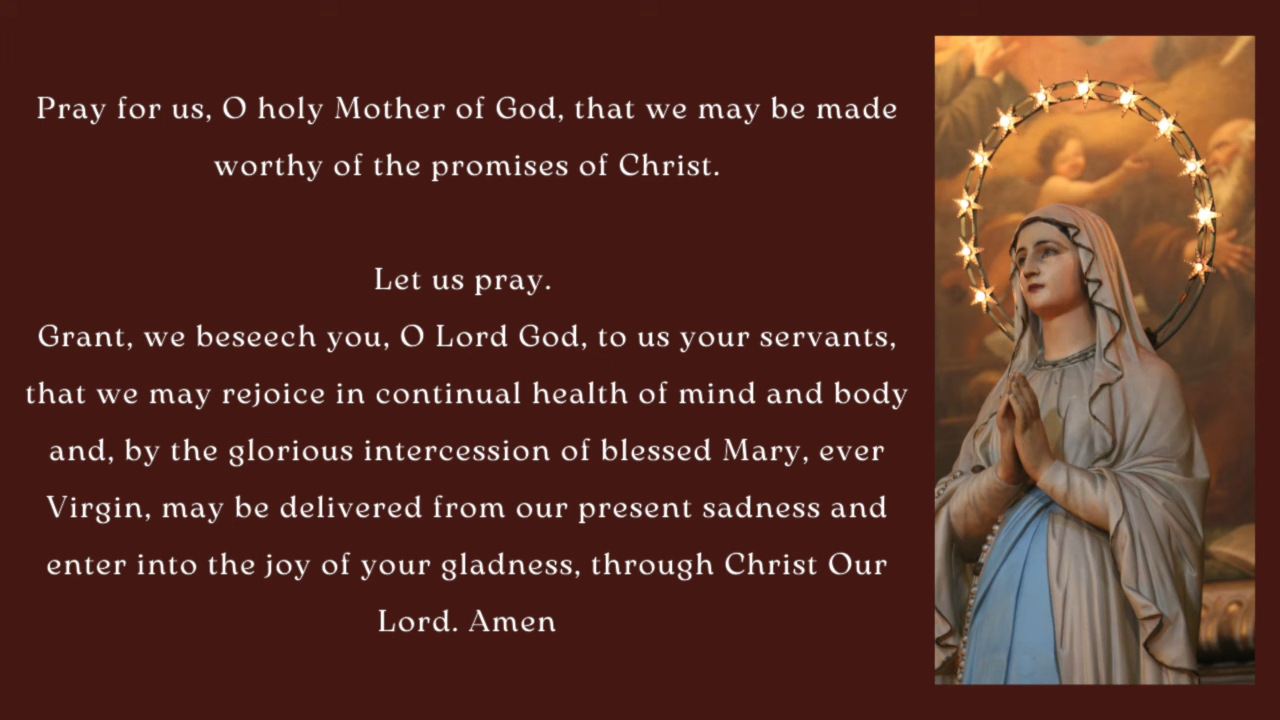 Pray for us, O holy Mother of God, that we may be made
worthy of the promises of Christ.
Let us pray.
Grant, we beseech you, O Lord God, to us your servants,
that we may rejoice in continual health of mind and body
and, by the glorious intercession of blessed Mary, ever
Virgin, may be delivered from our present sadness and
enter into the joy of your gladness, through Christ Our
Lord. Amen